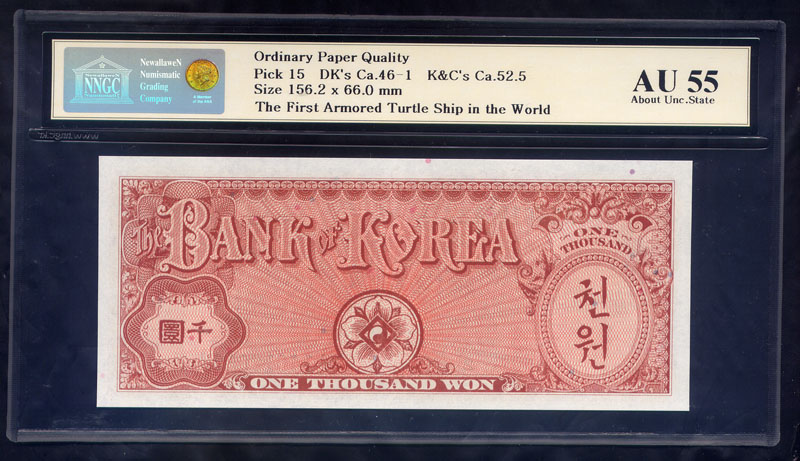 NewallaweN
Numismatic
Grading
Company
NNGC
Ordinary Paper Quality
Pick 15 DK's Ca.46-1 K&C's Ca.52.5
Size 156.2 x 66.0 mm
The First Armored Turtle Ship in the World
AU 55
About Unc.State
The BANK OF KOREA
ONE
THOUSAND
천원
圜千
ONE THOUSAND WON